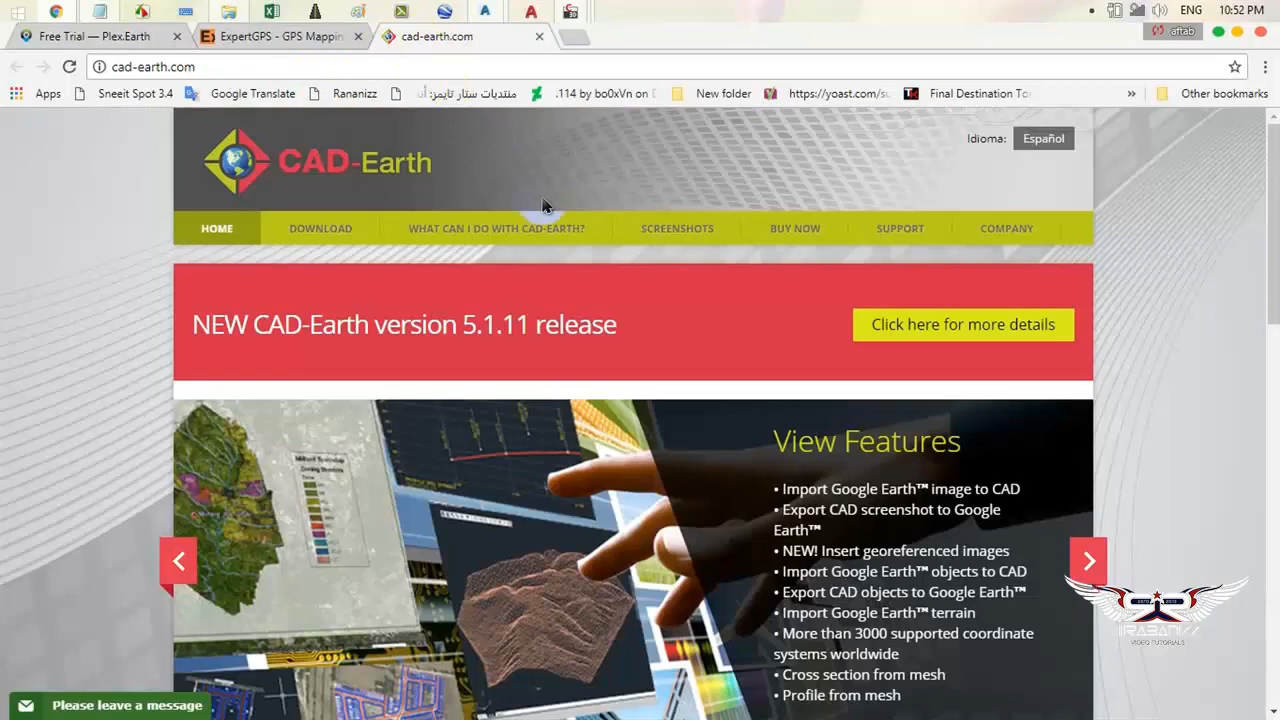 ENG 10:52 PM
Free Trial — Plex.Earth
ExpertGPS - GPS Mappin
cad-earth.com
aftab
cad-earth.com
Apps
Sneeit Spot 3.4
Google Translate
Rananizz
منتديات ستار تايمز: أند
.114 by bo0xVn on D
New folder
https://yoast.com/su
Final Destination To
»
Other bookmarks
CAD-Earth
Idioma: Español
HOME
DOWNLOAD
WHAT CAN I DO WITH CAD-EARTH?
SCREENSHOTS
BUY NOW
SUPPORT
COMPANY
NEW CAD-Earth version 5.1.11 release
Click here for more details
View Features
• Import Google Earth™ image to CAD
• Export CAD screenshot to Google
Earth™
• NEW! Insert georeferenced images
• Import Google Earth™ objects to CAD
• Export CAD objects to Google Earth™
• Import Google Earth™ terrain
• More than 3000 supported coordinate
systems worldwide
• Cross section from mesh
• Profile from mesh
VIDEO TUTORIALS
Please leave a message